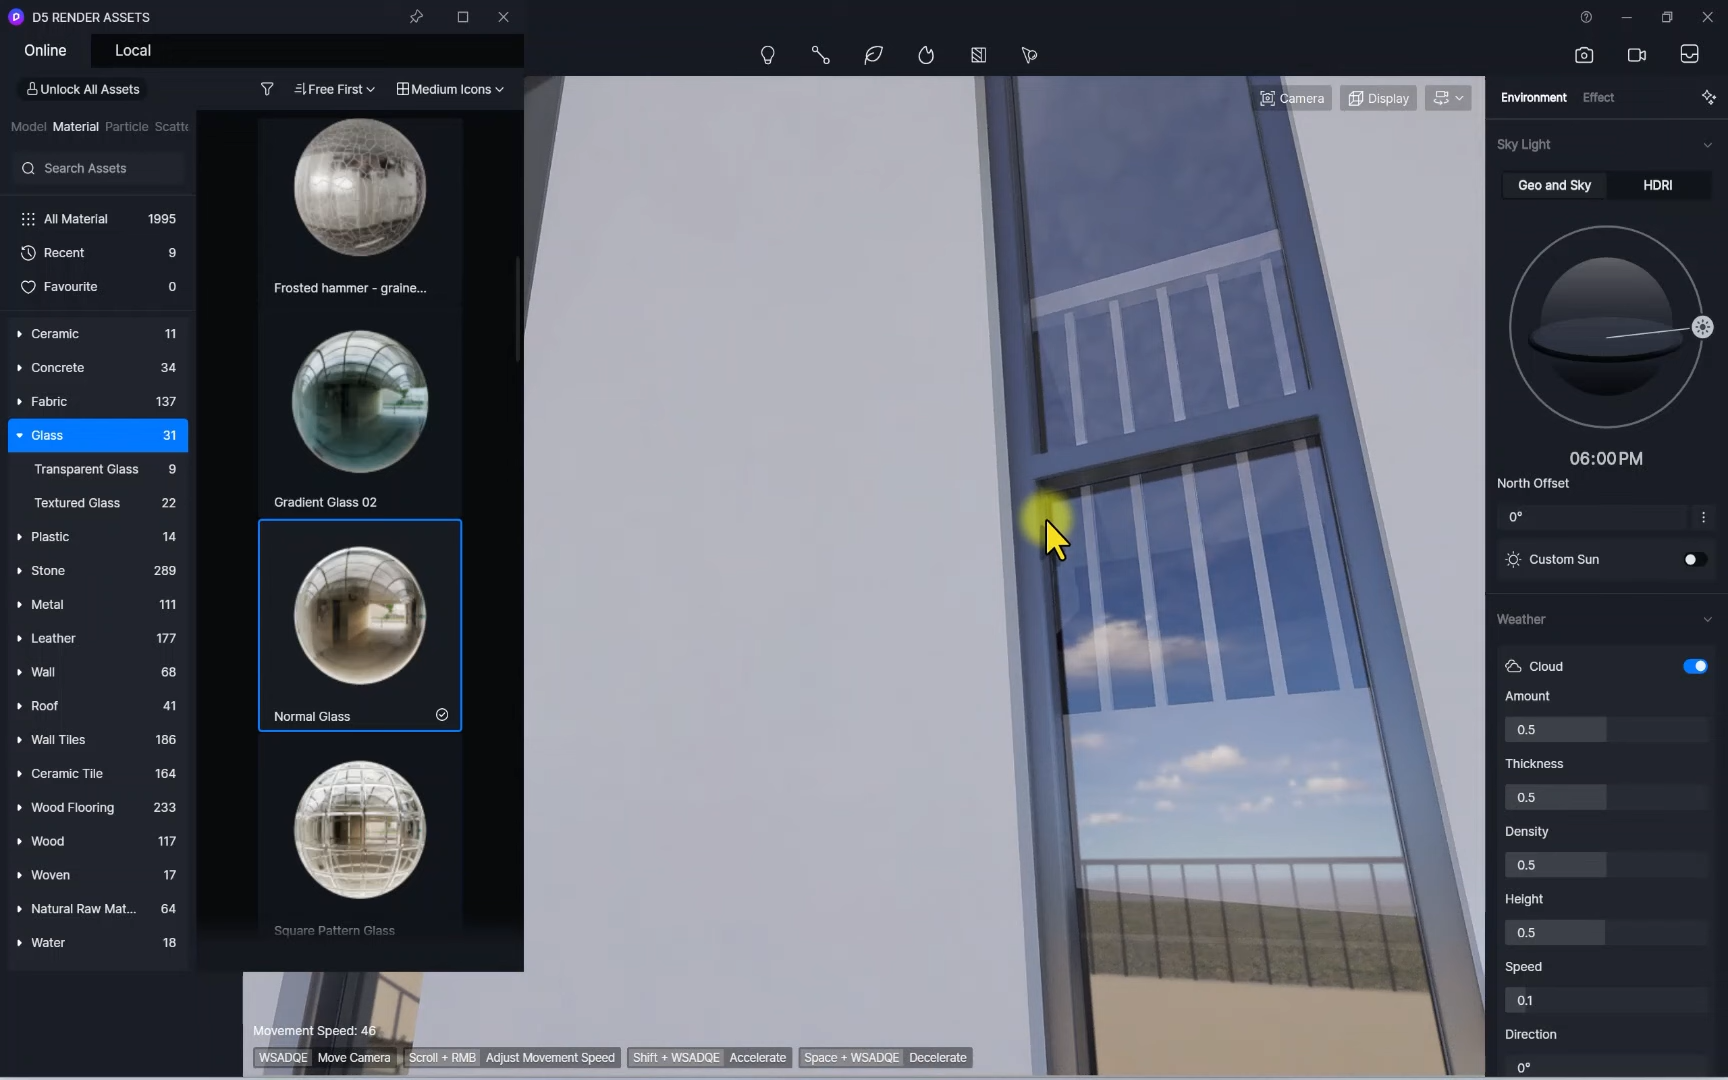 D5 RENDER ASSETS
Online
Local
Unlock All Assets
Free First
Medium Icons
Model Material Particle Scatte
Search Assets
All Material 1995
Recent 9
Favourite 0
Ceramic 11
Concrete 34
Fabric 137
Glass 31
Transparent Glass 9
Textured Glass 22
Plastic 14
Stone 289
Metal 111
Leather 177
Wall 68
Roof 41
Wall Tiles 186
Ceramic Tile 164
Wood Flooring 233
Wood 117
Woven 17
Natural Raw Mat... 64
Water 18
Frosted hammer - graine...
Gradient Glass 02
Normal Glass
Square Pattern Glass
Camera
Display
Movement Speed: 46
WSADQE Move Camera Scroll + RMB Adjust Movement Speed Shift + WSADQE Accelerate Space + WSADQE Decelerate
Environment Effect
Sky Light
Geo and Sky HDRI
06:00 PM
North Offset
0°
Custom Sun
Weather
Cloud
Amount
0.5
Thickness
0.5
Density
0.5
Height
0.5
Speed
0.1
Direction
0°